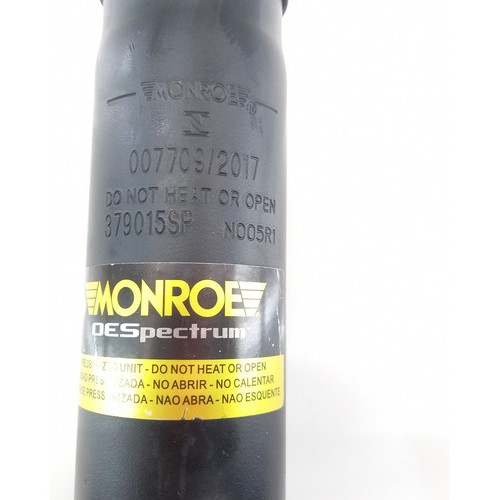 MONROE
007709/2017
DO NOT HEAT OR OPEN
379015SP N005R1
MONROE
OESpectrum
UNIT - DO NOT HEAT OR OPEN
- NO ABRIR - NO CALENTAR
- NAO ABRA - NAO ESQUENTE